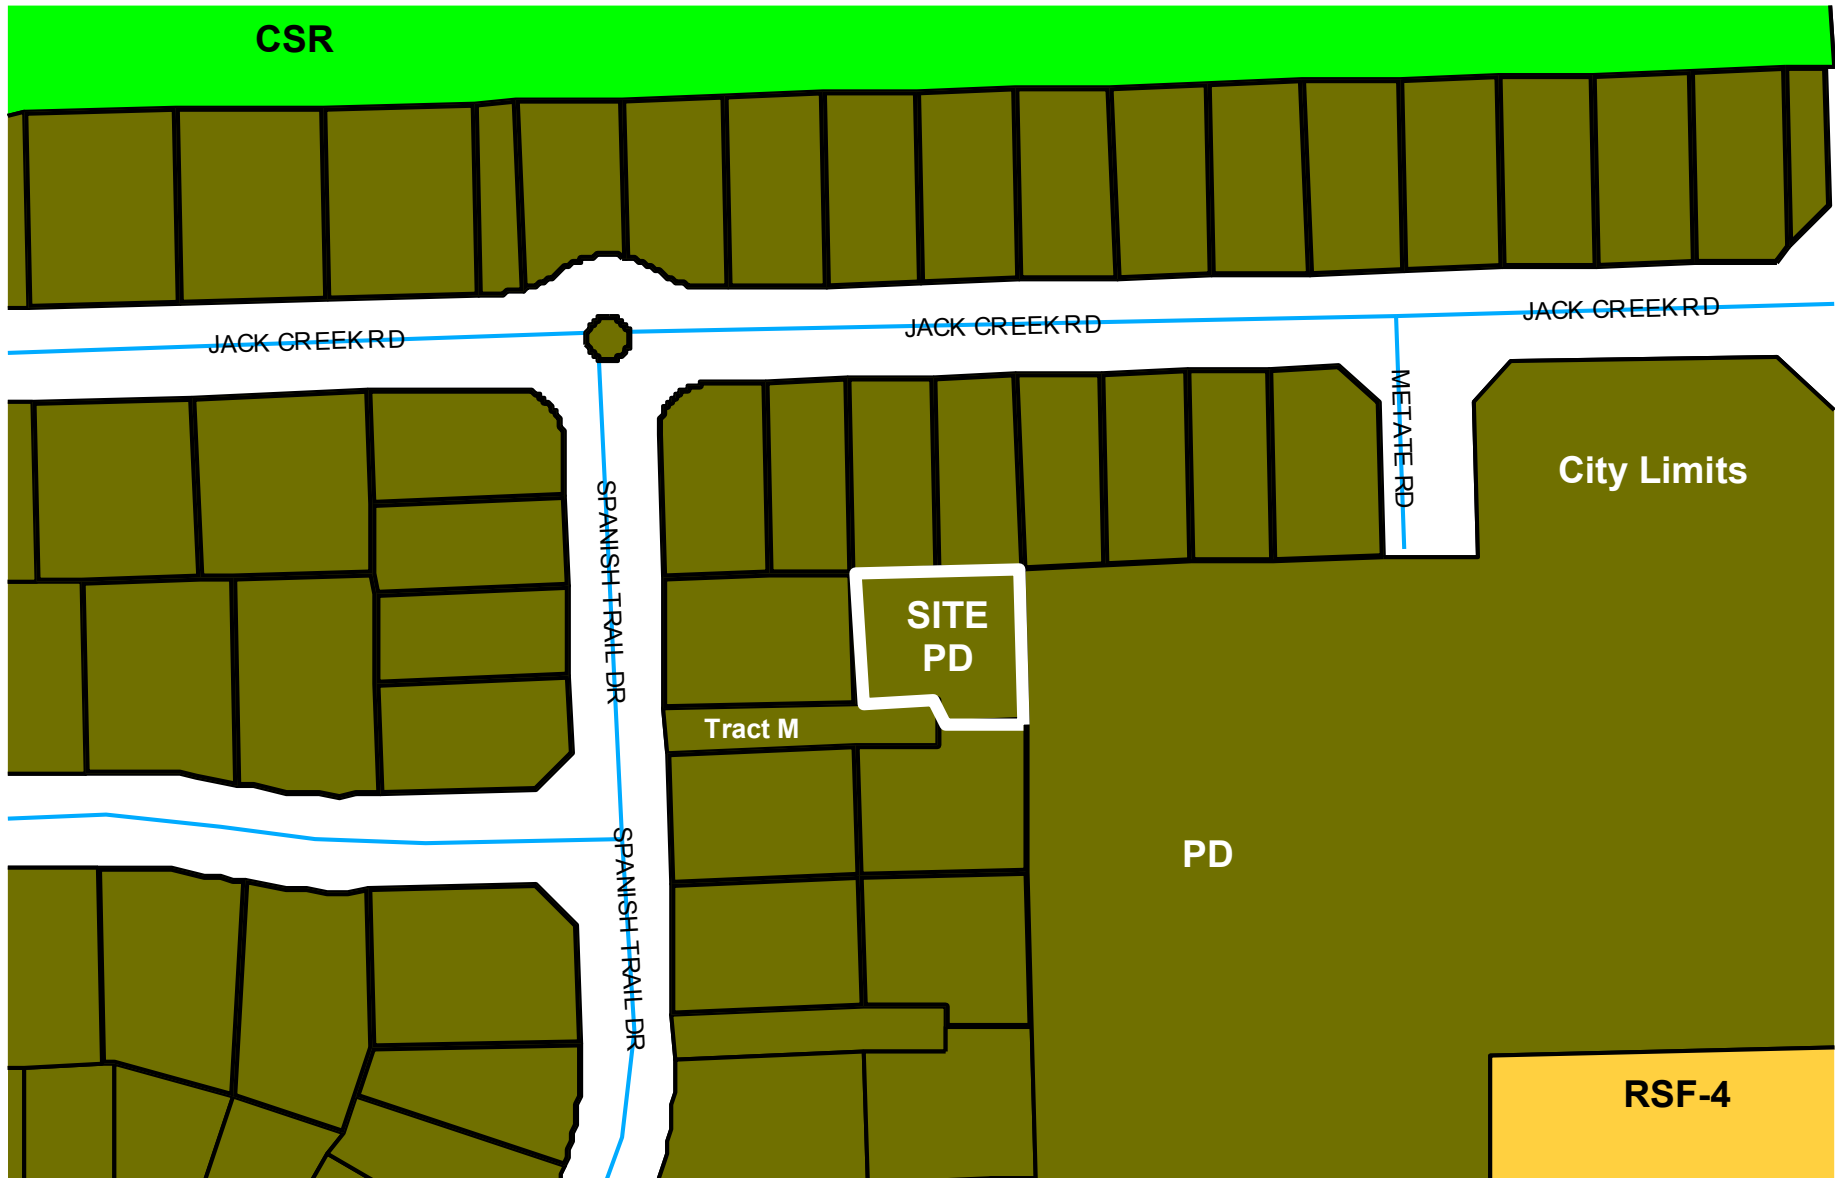 CSR
JACK CREEK RD
JACK CREEK RD
JACK CREEK RD
METATE RD
City Limits
SPANISH TRAIL DR
SITE
PD
Tract M
PD
SPANISH TRAIL DR
RSF-4